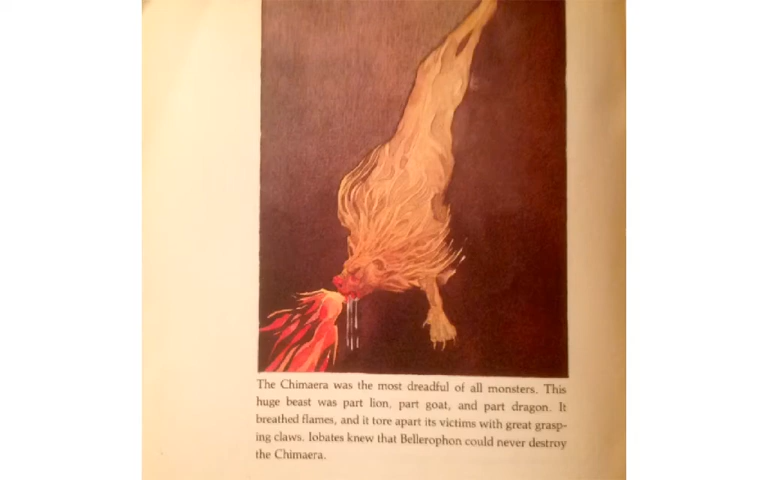 The Chimaera was the most dreadful of all monsters. This
huge beast was part lion, part goat, and part dragon. It
breathed flames, and it tore apart its victims with great grasp-
ing claws. Iobates knew that Bellerophon could never destroy
the Chimaera.